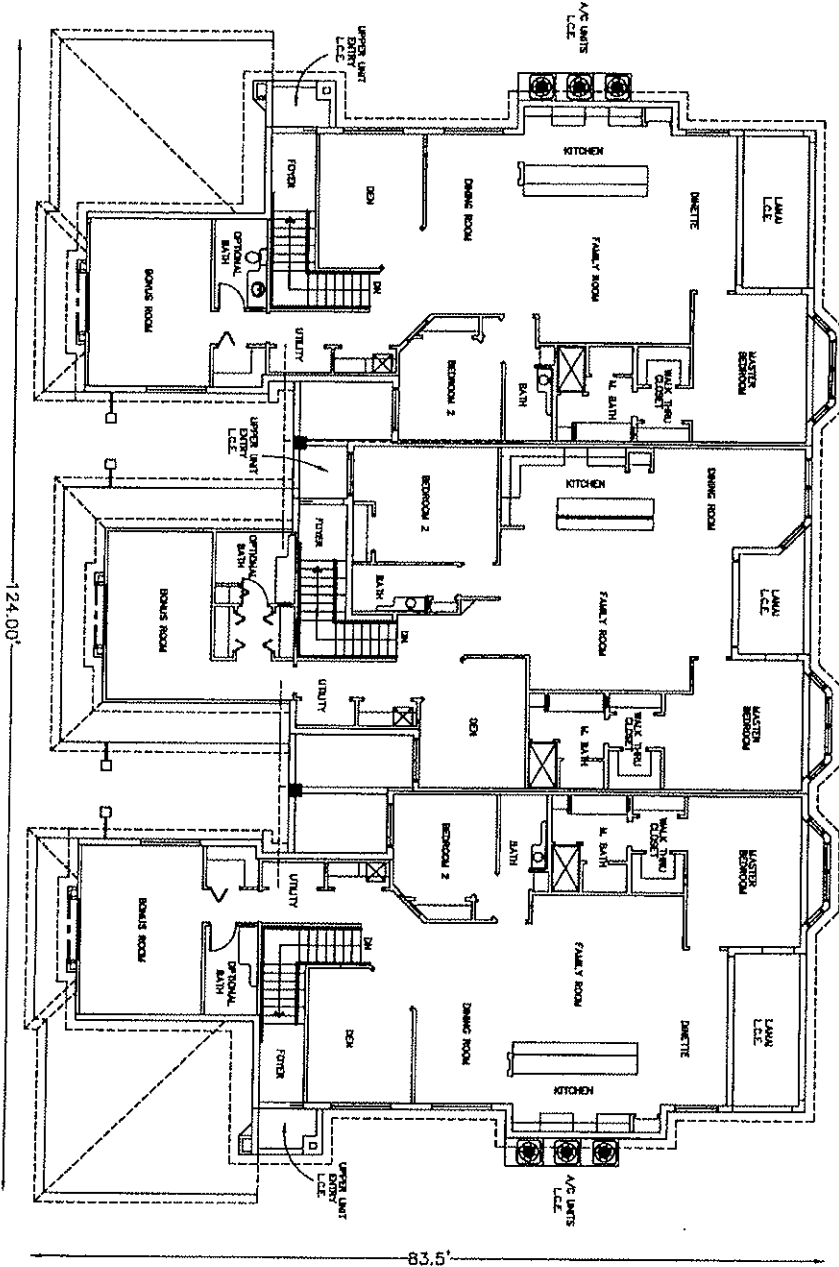 A/C UNITS
L.C.E.
UPPER UNIT
ENTRY
L.C.E.
FOYER
DEN
DINING ROOM
KITCHEN
DINETTE
LANAI
L.C.E.
FAMILY ROOM
DN
OPTIONAL
BATH
BONUS ROOM
UTILITY
BEDROOM 2
BATH
M. BATH
WALK THRU
CLOSET
MASTER
BEDROOM
UPPER UNIT
ENTRY
L.C.E.
FOYER
BEDROOM 2
KITCHEN
DINING ROOM
LANAI
L.C.E.
BATH
FAMILY ROOM
DN
OPTIONAL
BATH
BONUS ROOM
UTILITY
DEN
M. BATH
WALK THRU
CLOSET
MASTER
BEDROOM
BEDROOM 2
BATH
M. BATH
WALK THRU
CLOSET
MASTER
BEDROOM
UTILITY
BONUS ROOM
OPTIONAL
BATH
DN
FOYER
DEN
DINING ROOM
FAMILY ROOM
KITCHEN
DINETTE
LANAI
L.C.E.
UPPER UNIT
ENTRY
L.C.E.
A/C UNITS
L.C.E.
124.00'
83.5'